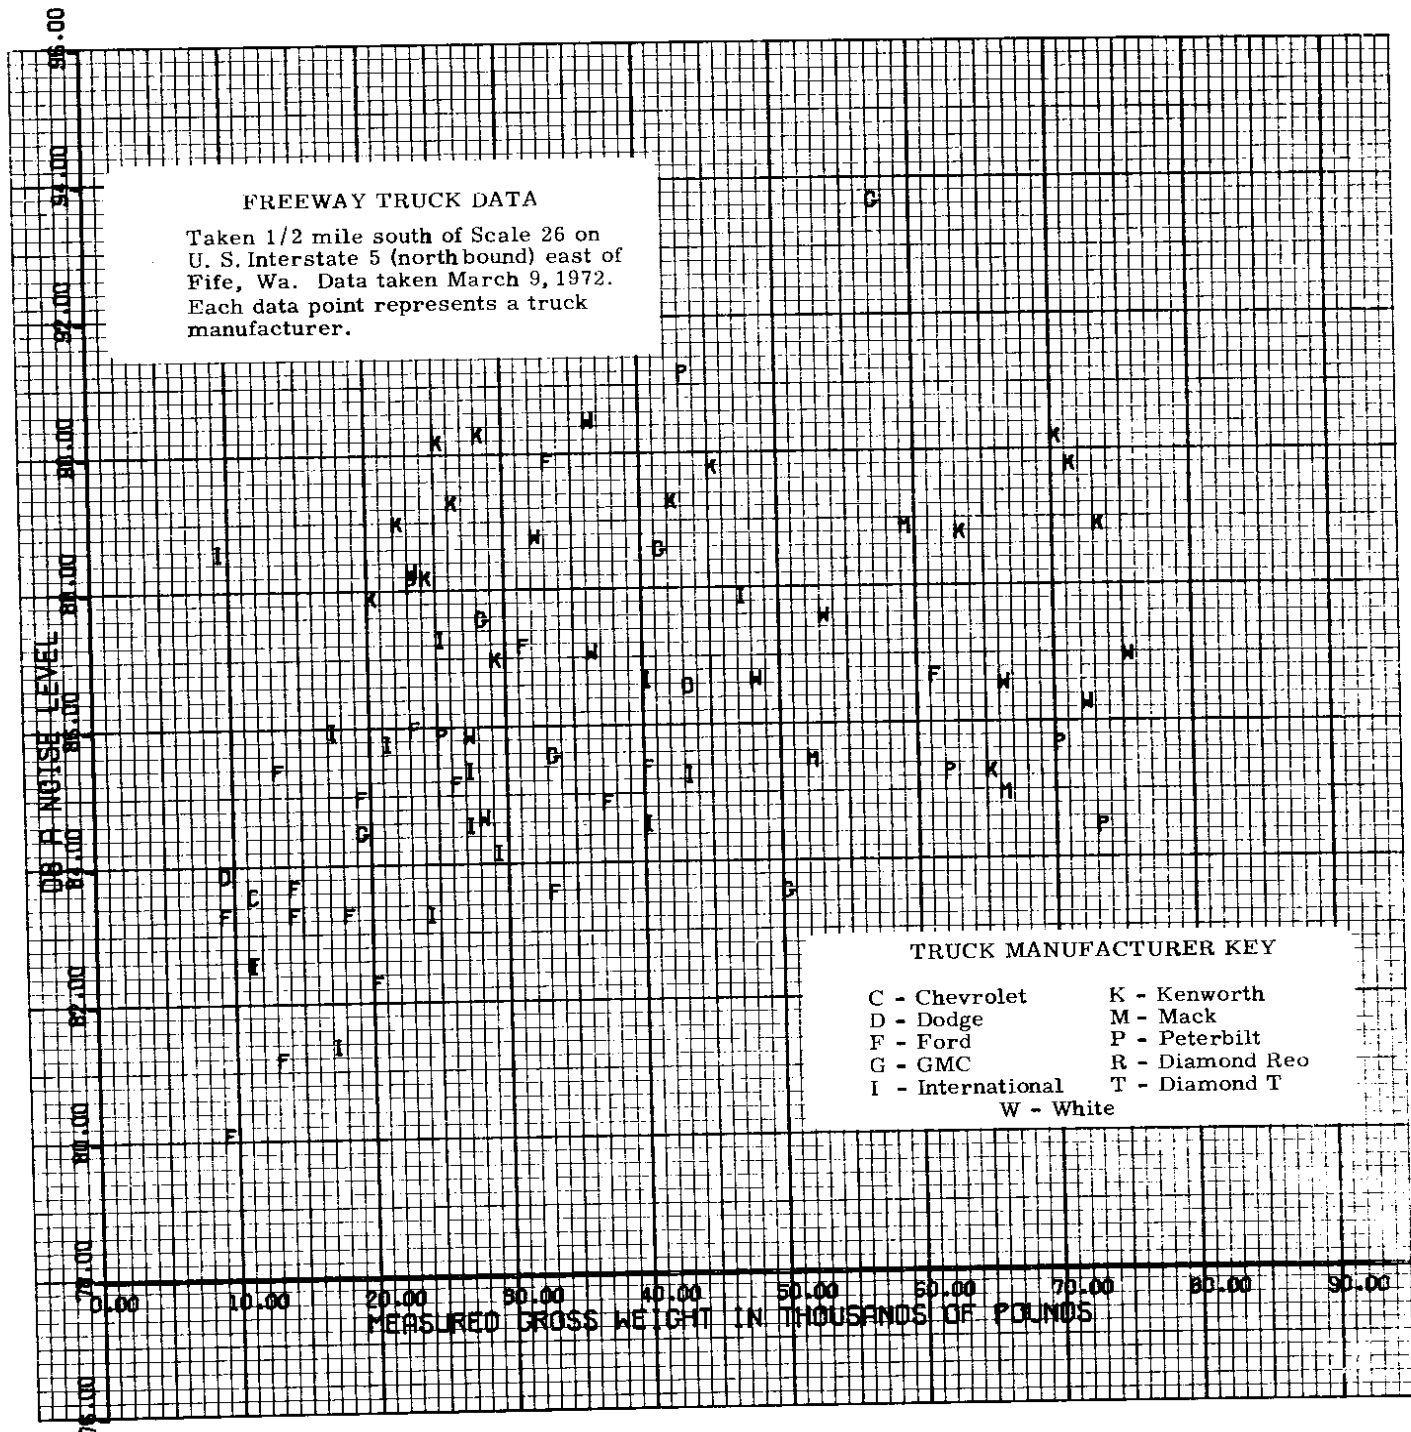 96.00
94.00
92.00
90.00
88.00
86.00
84.00
82.00
80.00
78.00
76.00
DB A NOISE LEVEL
FREEWAY TRUCK DATA
Taken 1/2 mile south of Scale 26 on
U. S. Interstate 5 (northbound) east of
Fife, Wa. Data taken March 9, 1972.
Each data point represents a truck
manufacturer.
G
P
W
K K K
F K K
K K
K W M K K
I G
W K
K I
G W
I F W W
K
I D W F W
W
I F P W P
I G M
F I F I P K
F F M
G I W I P
I
D
C F F G
F F F I
I
F
I
F
F
TRUCK MANUFACTURER KEY
C - Chevrolet K - Kenworth
D - Dodge M - Mack
F - Ford P - Peterbilt
G - GMC R - Diamond Reo
I - International T - Diamond T
W - White
0.00 10.00 20.00 30.00 40.00 50.00 60.00 70.00 80.00 90.00
MEASURED GROSS WEIGHT IN THOUSANDS OF POUNDS